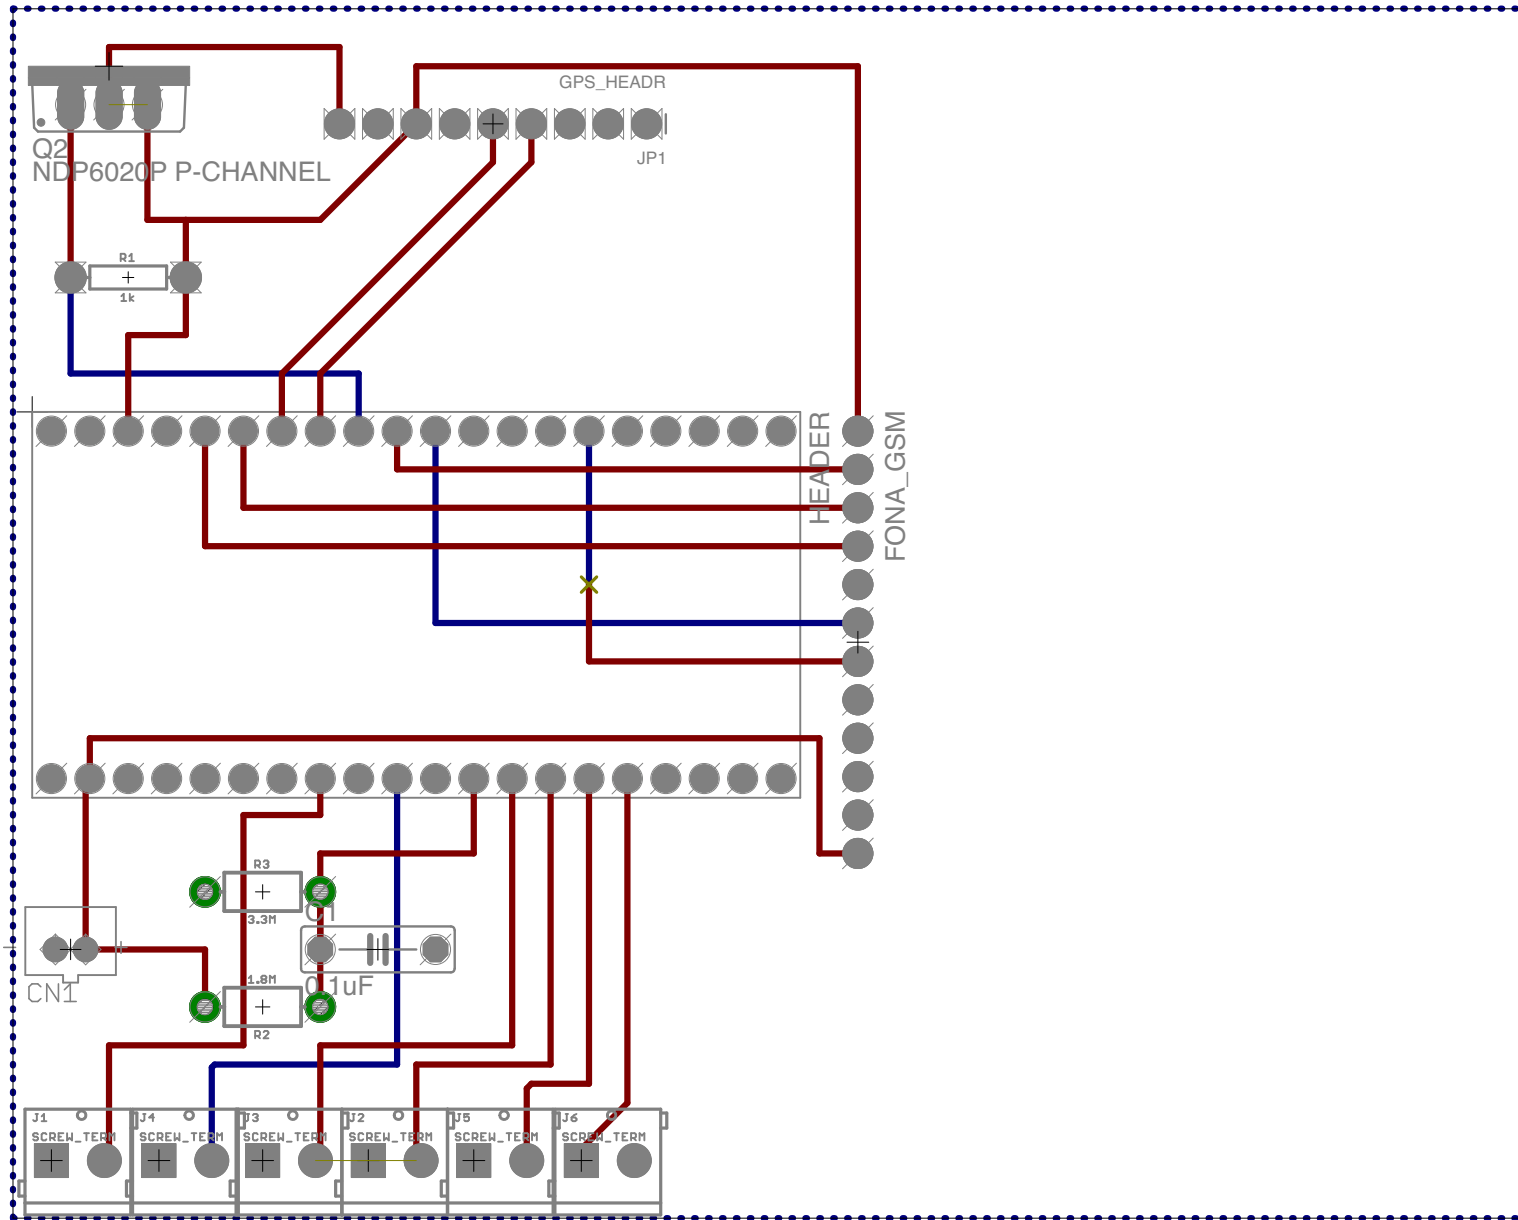 GPS_HEADR
JP1
Q2
NDP6020P P-CHANNEL
R1
1k
HEADER
FONA_GSM
R3
3.3M
C1
0.1uF
1.8M
R2
CN1
J1
J4
J3
J2
J5
J6
SCREW_TERM
SCREW_TERM
SCREW_TERM
SCREW_TERM
SCREW_TERM
SCREW_TERM